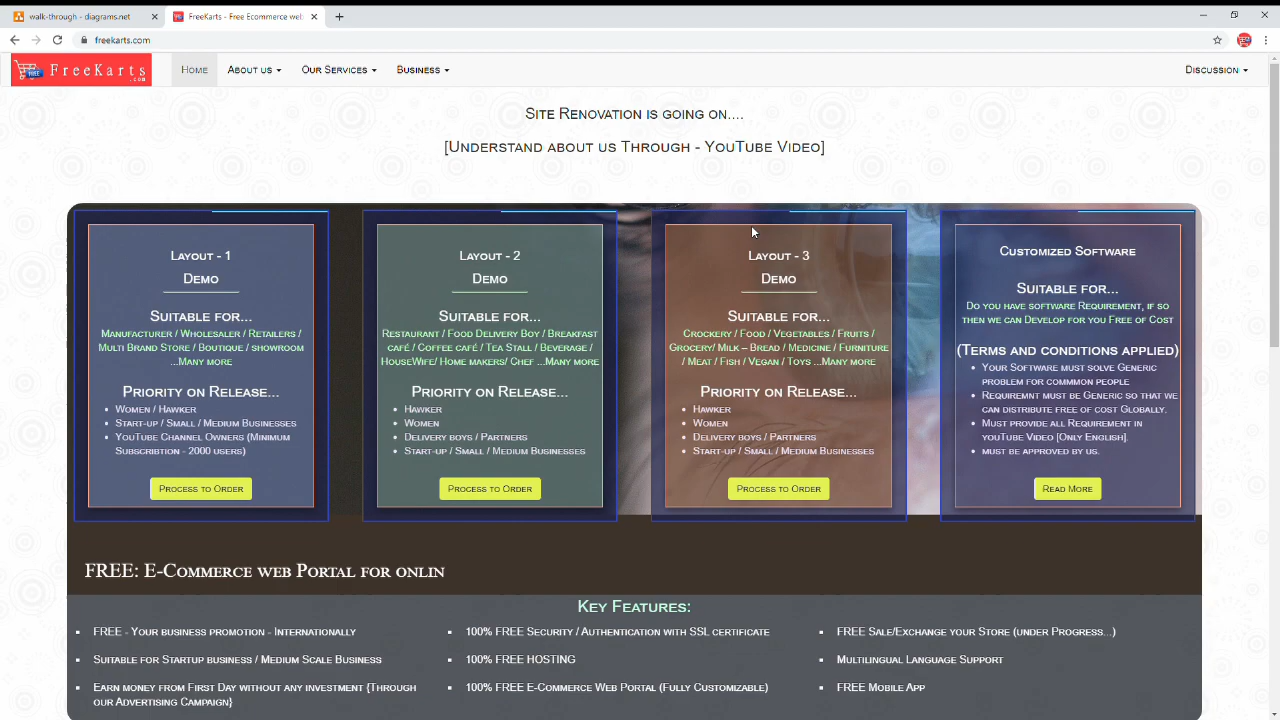 walk-through - diagrams.net
FreeKarts - Free Ecommerce web
freekarts.com
FREE FreeKarts .com
Home About us Our Services Business Discussion
Site Renovation is going on....
[Understand about us Through - YouTube Video]
Layout - 1
Demo
Suitable for...
Manufacturer / Wholesaler / Retailers /
Multi Brand Store / Boutique / showroom
...Many more
Priority on Release...
Women / Hawker
Start-up / Small / Medium Businesses
YouTube Channel Owners (Minimum
Subscribtion - 2000 users)
Process to Order
Layout - 2
Demo
Suitable for...
Restaurant / Food Delivery Boy / Breakfast
café / Coffee café / Tea Stall / Beverage /
HouseWife/ Home makers/ Chef ...Many more
Priority on Release...
Hawker
Women
Delivery boys / Partners
Start-up / Small / Medium Businesses
Process to Order
Layout - 3
Demo
Suitable for...
Crockery / Food / Vegetables / Fruits /
Grocery/ Milk – Bread / Medicine / Furniture
/ Meat / Fish / Vegan / Toys ...Many more
Priority on Release...
Hawker
Women
Delivery boys / Partners
Start-up / Small / Medium Businesses
Process to Order
Customized Software
Suitable for...
Do you have software Requirement, if so
then we can Develop for you Free of Cost
(Terms and conditions applied)
Your Software must solve Generic
problem for commmon people
Requiremnt must be Generic so that we
can distribute free of cost Globally.
Must provide all Requirement in
youTube Video [Only English].
must be approved by us.
Read More
FREE: E-Commerce web Portal for onlin
Key Features:
FREE - Your business promotion - Internationally
100% FREE Security / Authentication with SSL certificate
FREE Sale/Exchange your Store (under Progress...)
Suitable for Startup business / Medium Scale Business
100% FREE HOSTING
Multilingual Language Support
Earn money from First Day without any investment {Through
our Advertising Campaign}
100% FREE E-Commerce Web Portal (Fully Customizable)
FREE Mobile App